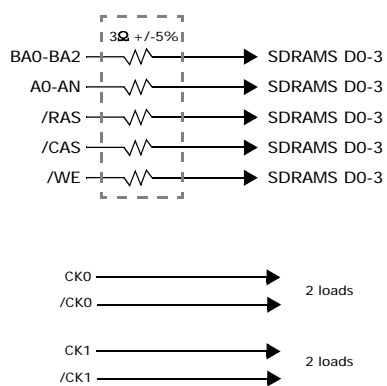 3Ω +/-5%
BA0-BA2 SDRAMS D0-3
A0-AN SDRAMS D0-3
/RAS SDRAMS D0-3
/CAS SDRAMS D0-3
/WE SDRAMS D0-3
CK0
2 loads
/CK0
CK1
2 loads
/CK1